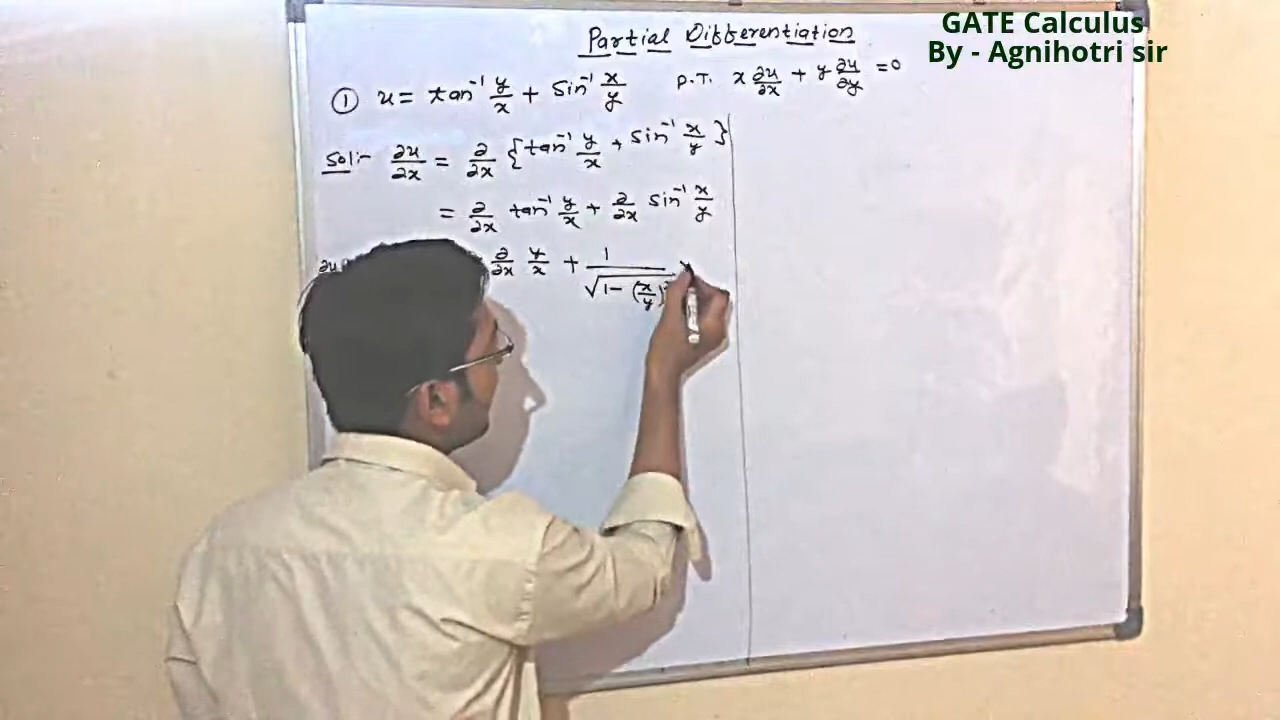 GATE Calculus
By - Agnihotri sir
Partial Differentiation
① u = tan⁻¹ y/x + sin⁻¹ x/y P.T. x ∂u/∂x + y ∂u/∂y = 0
Sol:- ∂u/∂x = ∂/∂x {tan⁻¹ y/x + sin⁻¹ x/y}
= ∂/∂x tan⁻¹ y/x + ∂/∂x sin⁻¹ x/y
∂/∂x y/x + 1/√1-(x/y)